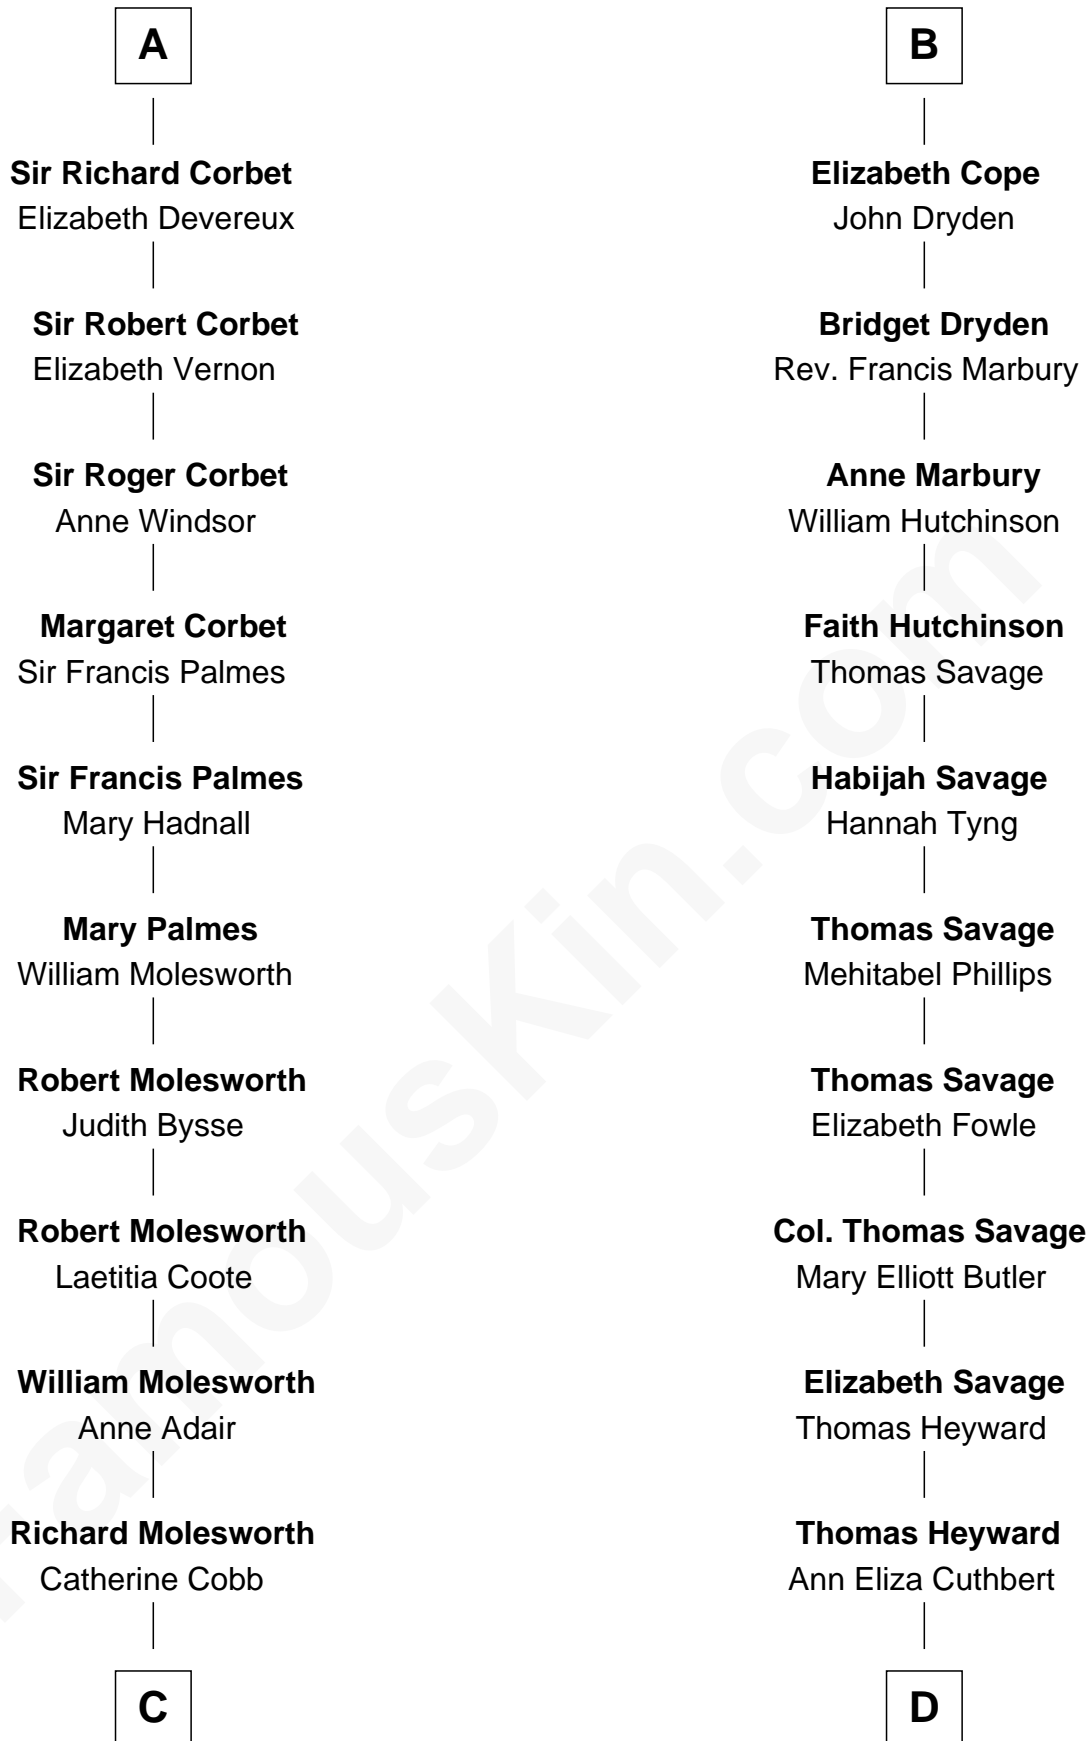 A
Sir Richard Corbet
Elizabeth Devereux
Sir Robert Corbet
Elizabeth Vernon
Sir Roger Corbet
Anne Windsor
Margaret Corbet
Sir Francis Palmes
Sir Francis Palmes
Mary Hadnall
Mary Palmes
William Molesworth
Robert Molesworth
Judith Bysse
Robert Molesworth
Laetitia Coote
William Molesworth
Anne Adair
Richard Molesworth
Catherine Cobb
C
B
Elizabeth Cope
John Dryden
Bridget Dryden
Rev. Francis Marbury
Anne Marbury
William Hutchinson
Faith Hutchinson
Thomas Savage
Habijah Savage
Hannah Tyng
Thomas Savage
Mehitabel Phillips
Thomas Savage
Elizabeth Fowle
Col. Thomas Savage
Mary Elliott Butler
Elizabeth Savage
Thomas Heyward
Thomas Heyward
Ann Eliza Cuthbert
D
FamousKin.com